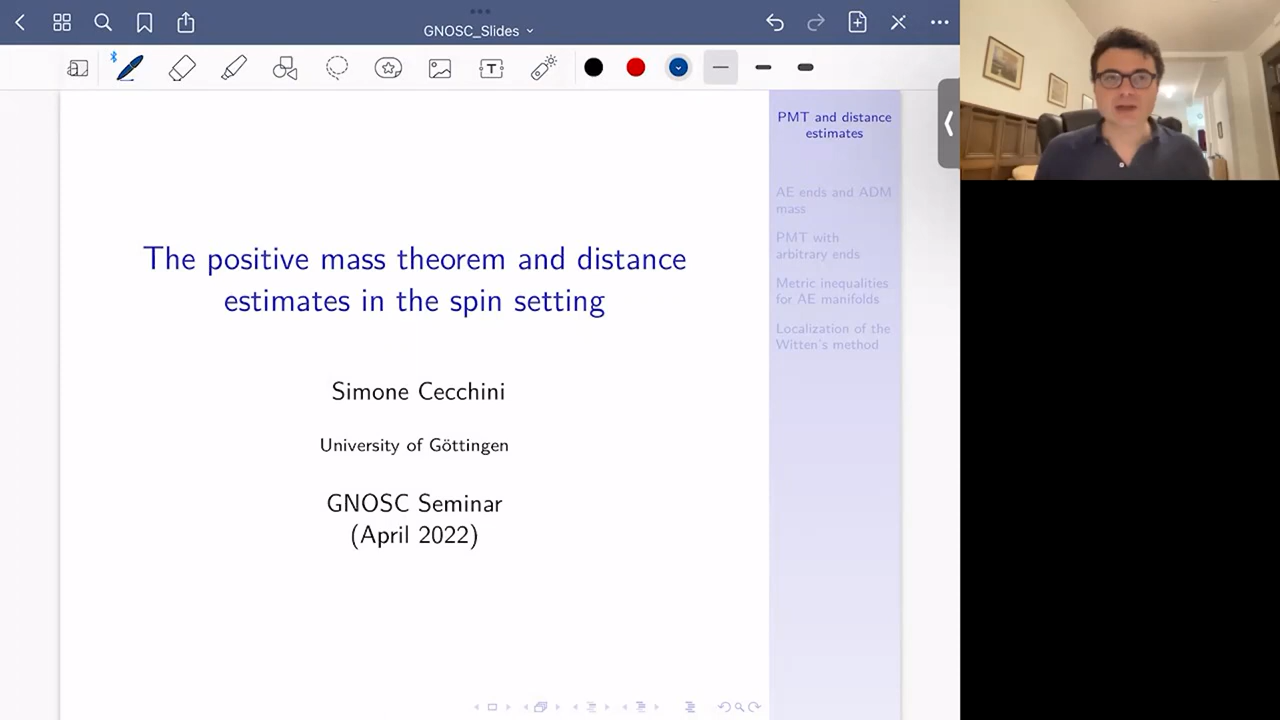 GNOSC_Slides
T
The positive mass theorem and distance
estimates in the spin setting
Simone Cecchini
University of Göttingen
GNOSC Seminar
(April 2022)
PMT and distance
estimates
AE ends and ADM
mass
PMT with
arbitrary ends
Metric inequalities
for AE manifolds
Localization of the
Witten's method